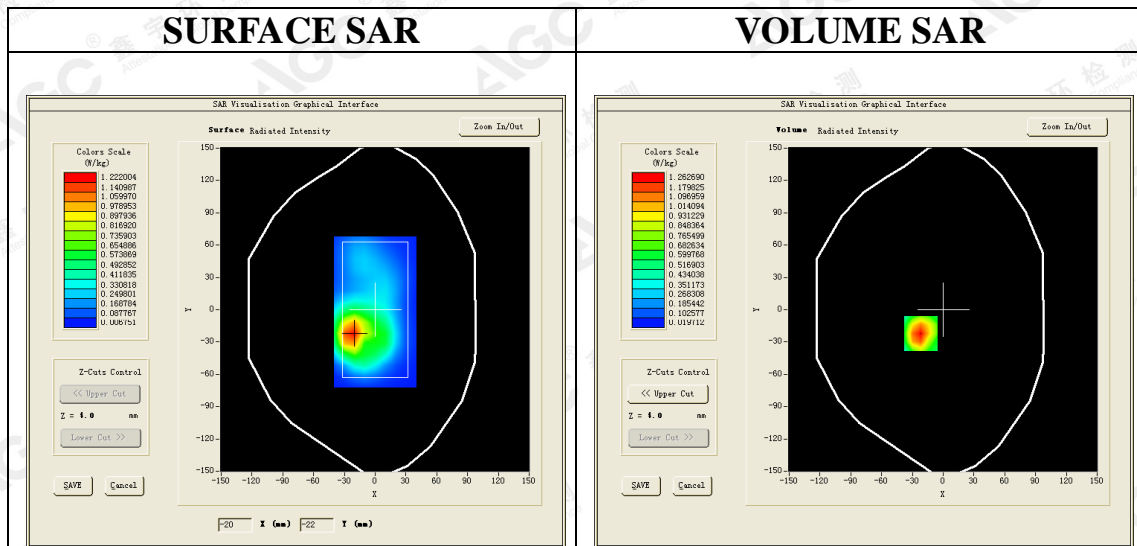 SURFACE SAR
VOLUME SAR
SAR Visualisation Graphical Interface
Surface Radiated Intensity
Zoom In/Out
Colors Scale
(W/kg)
1.222004
1.140987
1.059970
0.978953
0.897936
0.816920
0.735903
0.654886
0.573869
0.492852
0.411835
0.330818
0.249801
0.168784
0.087767
0.006751
Z-Cuts Control
<< Upper Cut
Z = 4.0 mm
Lower Cut >>
SAVE
Cancel
150
120
90
60
30
0
-30
-60
-90
-120
-150
Y
-150 -120 -90 -60 -30 0 30 60 90 120 150
X
-20 X (mm) -22 Y (mm)
SAR Visualisation Graphical Interface
Volume Radiated Intensity
Zoom In/Out
Colors Scale
(W/kg)
1.262690
1.179825
1.096959
1.014094
0.931229
0.848364
0.765499
0.682634
0.599768
0.516903
0.434038
0.351173
0.268308
0.185442
0.102577
0.019712
Z-Cuts Control
<< Upper Cut
Z = 4.0 mm
Lower Cut >>
SAVE
Cancel
150
120
90
60
30
0
-30
-60
-90
-120
-150
Y
-150 -120 -90 -60 -30 0 30 60 90 120 150
X